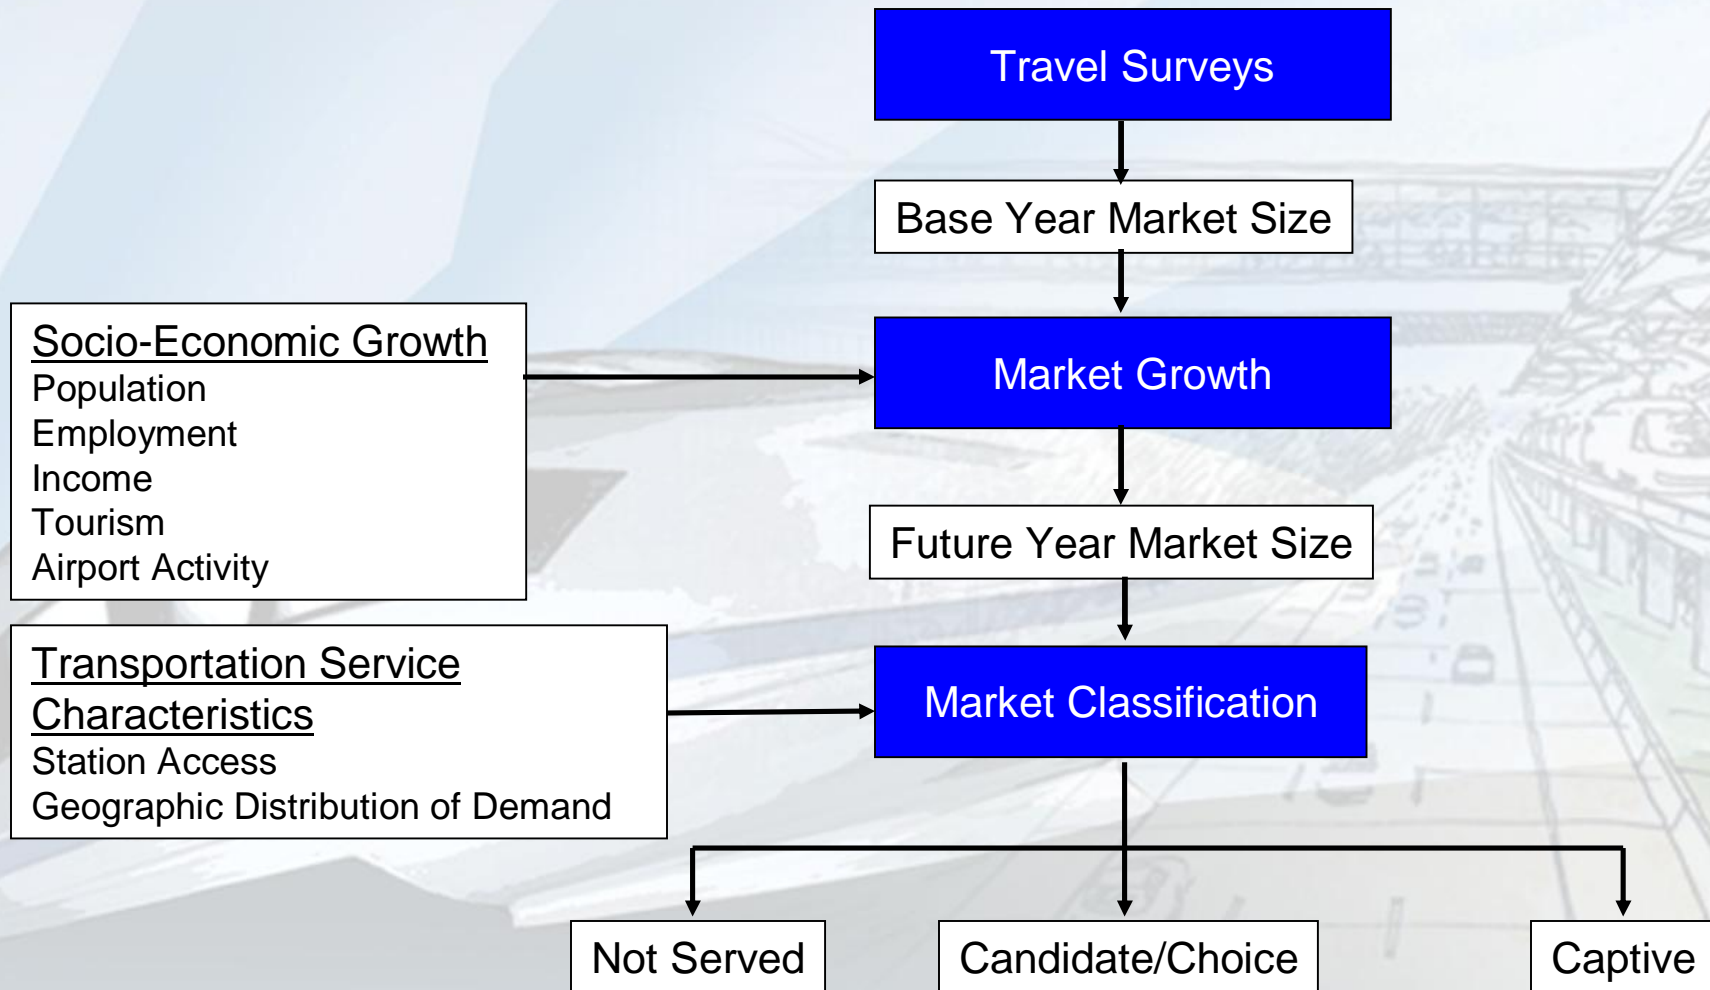 Travel Surveys
Base Year Market Size
Socio-Economic Growth
Population
Employment
Income
Tourism
Airport Activity
Market Growth
Future Year Market Size
Transportation Service
Characteristics
Station Access
Geographic Distribution of Demand
Market Classification
Not Served
Candidate/Choice
Captive